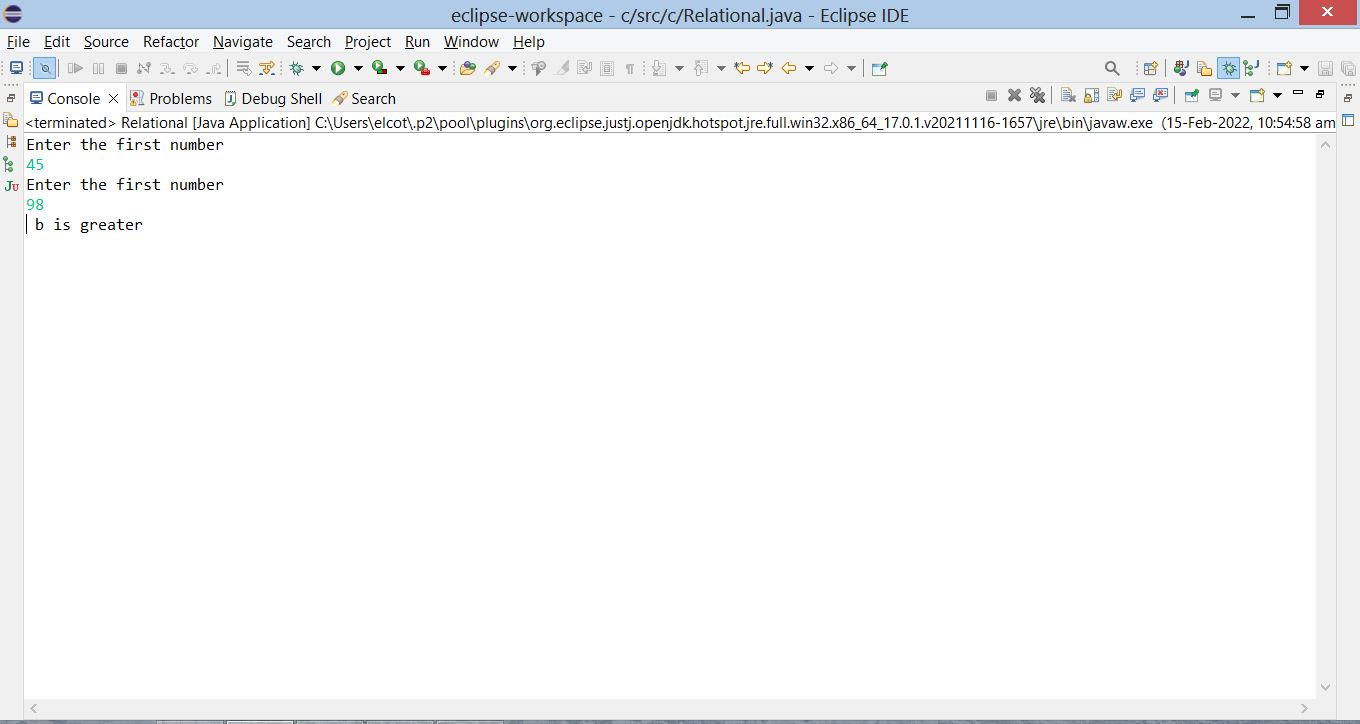 eclipse-workspace - c/src/c/Relational.java - Eclipse IDE
File Edit Source Refactor Navigate Search Project Run Window Help
Console Problems Debug Shell Search
<terminated> Relational [Java Application] C:\Users\elcot\.p2\pool\plugins\org.eclipse.justj.openjdk.hotspot.jre.full.win32.x86_64_17.0.1.v20211116-1657\jre\bin\javaw.exe (15-Feb-2022, 10:54:58 am
Enter the first number
45
Enter the first number
98
b is greater